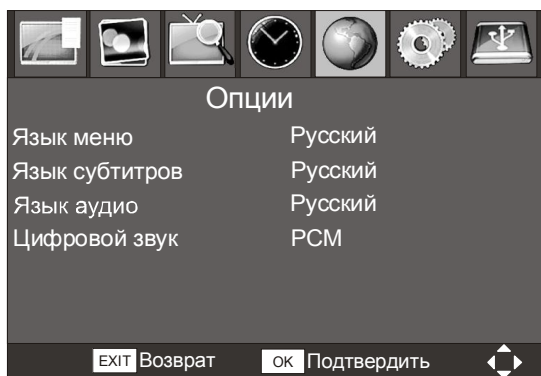 Опции
Язык меню Русский
Язык субтитров Русский
Язык аудио Русский
Цифровой звук PCM
EXIT Возврат OK Подтвердить